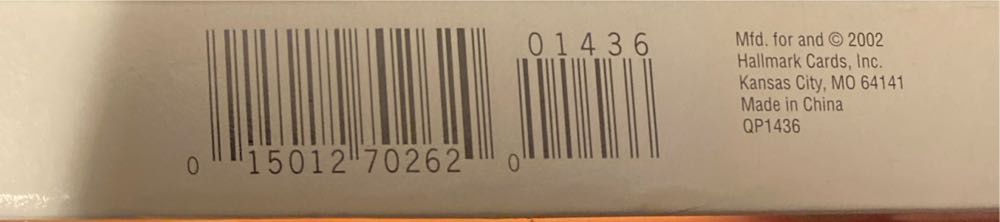 01436
0 15012 70262 0
Mfd. for and © 2002
Hallmark Cards, Inc.
Kansas City, MO 64141
Made in China
QP1436